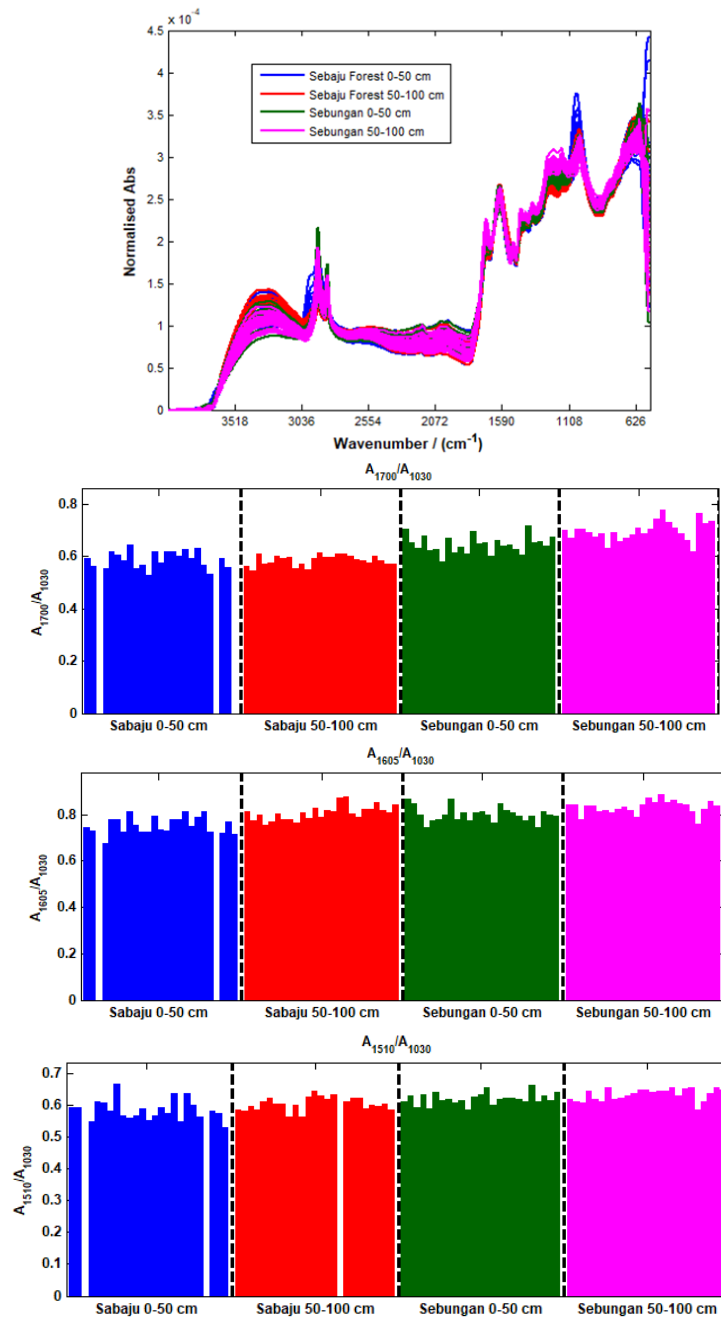 x 10⁻⁴
4.5
4
3.5
3
2.5
2
1.5
1
0.5
0
Normalised Abs
Sebaju Forest 0-50 cm
Sebaju Forest 50-100 cm
Sebungan 0-50 cm
Sebungan 50-100 cm
3518 3036 2554 2072 1590 1108 626
Wavenumber / (cm⁻¹)
A₁₇₀₀/A₁₀₃₀
0.8
0.6
0.4
0.2
0
A₁₇₀₀/A₁₀₃₀
Sabaju 0-50 cm Sabaju 50-100 cm Sebungan 0-50 cm Sebungan 50-100 cm
A₁₆₀₅/A₁₀₃₀
0.8
0.6
0.4
0.2
0
A₁₆₀₅/A₁₀₃₀
Sabaju 0-50 cm Sabaju 50-100 cm Sebungan 0-50 cm Sebungan 50-100 cm
A₁₅₁₀/A₁₀₃₀
0.7
0.6
0.5
0.4
0.3
0.2
0.1
0
A₁₅₁₀/A₁₀₃₀
Sabaju 0-50 cm Sabaju 50-100 cm Sebungan 0-50 cm Sebungan 50-100 cm